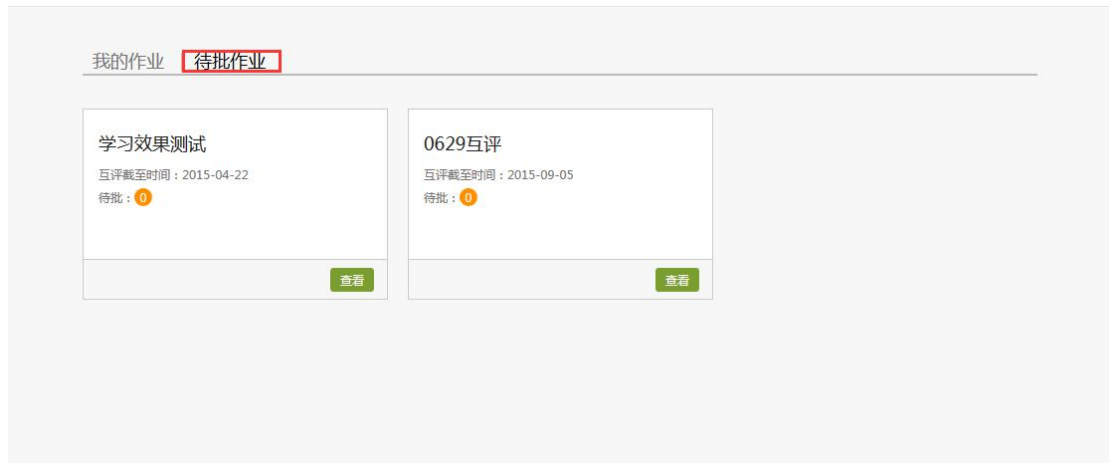 我的作业 待批作业
学习效果测试
互评截至时间：2015-04-22
待批：0
查看
0629互评
互评截至时间：2015-09-05
待批：0
查看